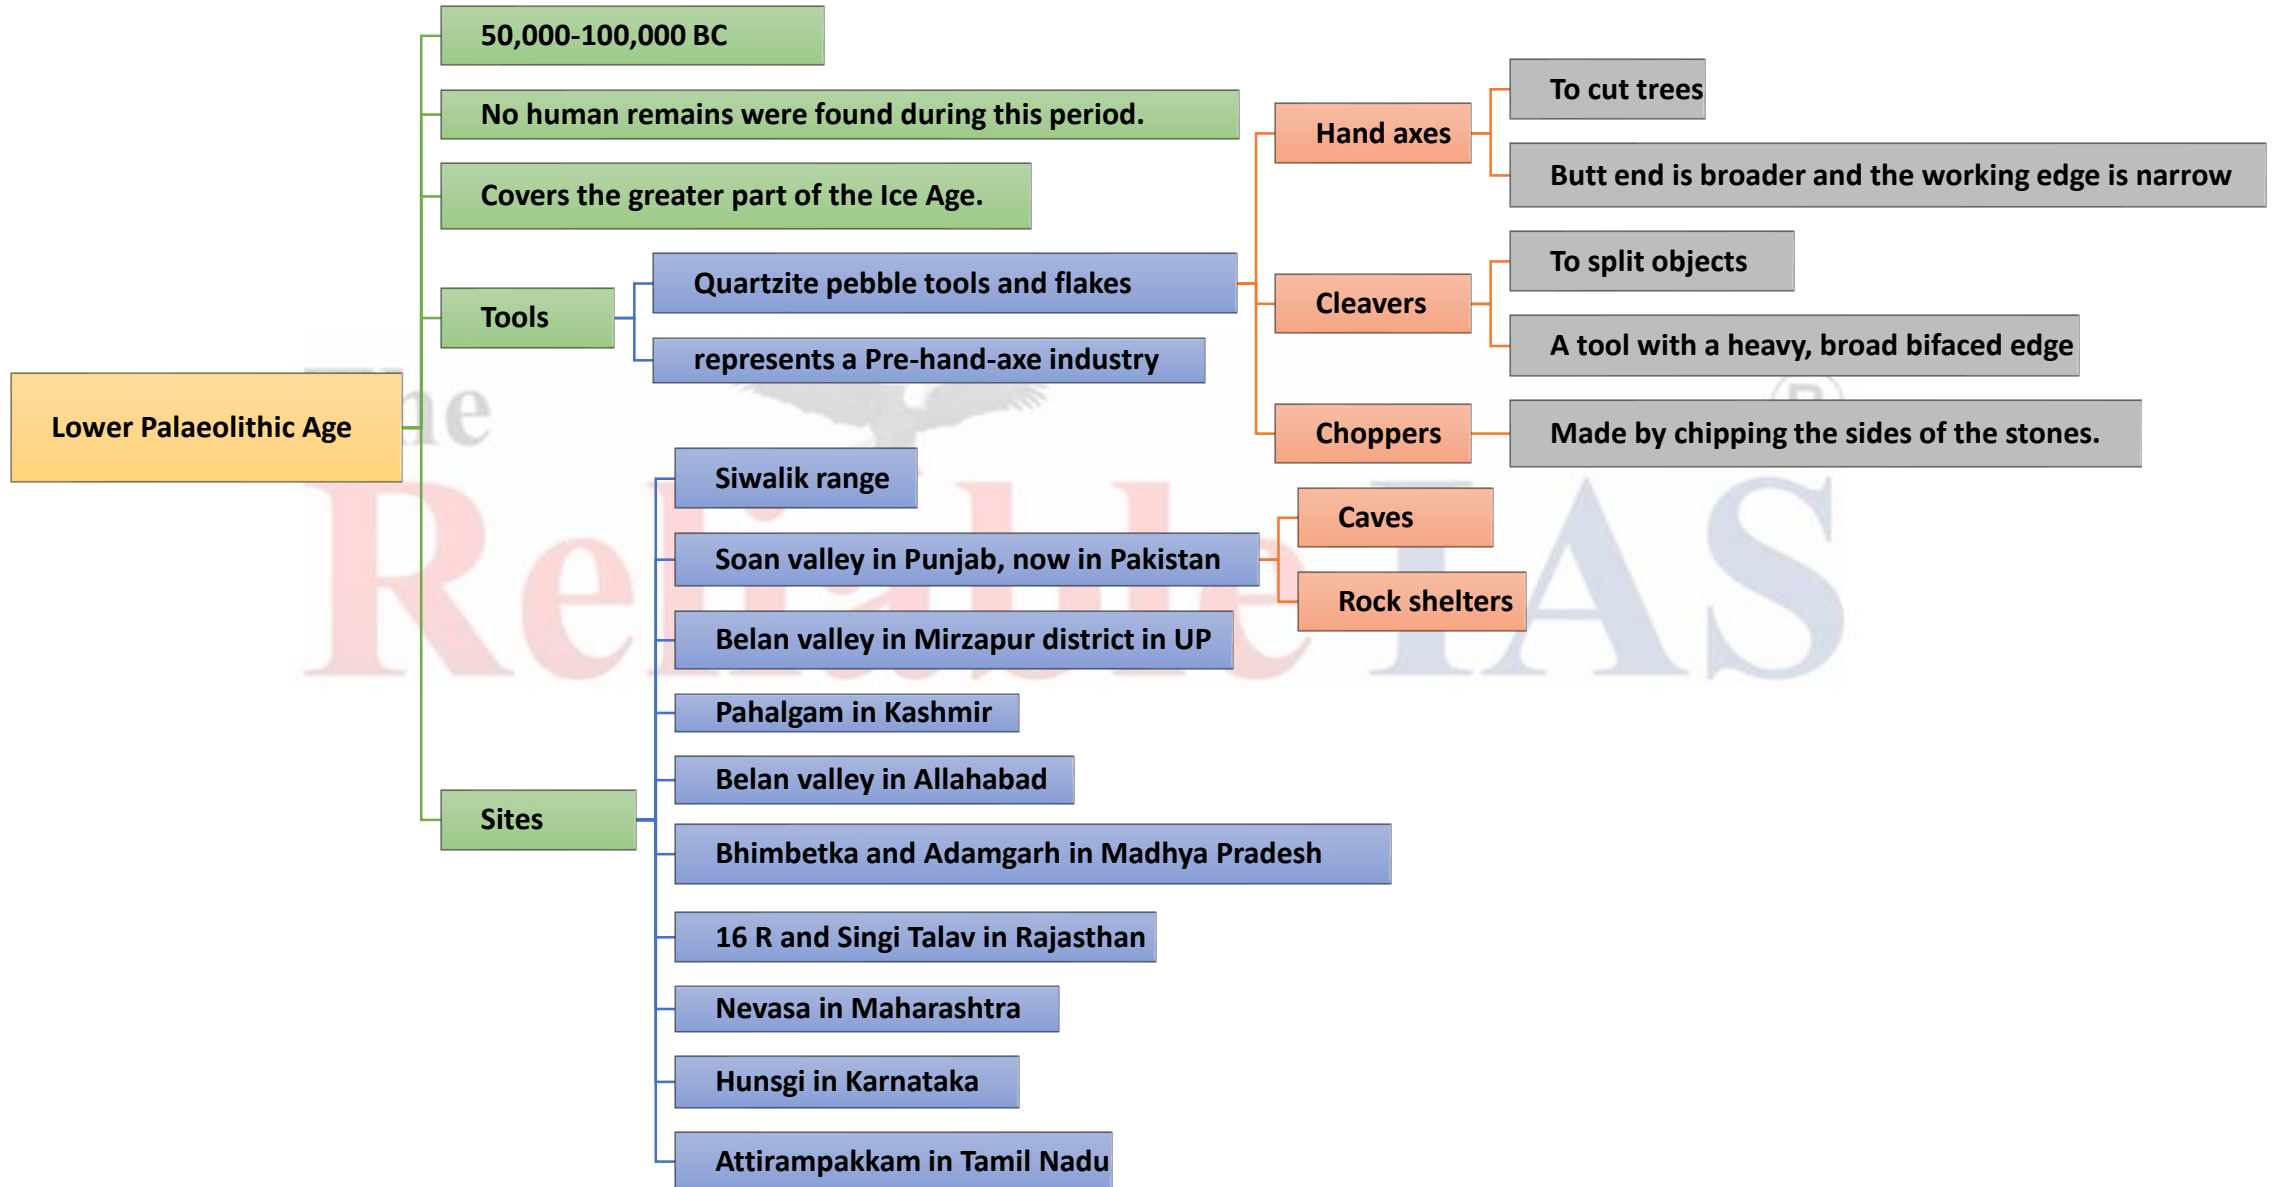 Lower Palaeolithic Age
50,000-100,000 BC
No human remains were found during this period.
Covers the greater part of the Ice Age.
Tools
Quartzite pebble tools and flakes
Hand axes
To cut trees
Butt end is broader and the working edge is narrow
Cleavers
To split objects
A tool with a heavy, broad bifaced edge
Choppers
Made by chipping the sides of the stones.
represents a Pre-hand-axe industry
Sites
Siwalik range
Soan valley in Punjab, now in Pakistan
Caves
Rock shelters
Belan valley in Mirzapur district in UP
Pahalgam in Kashmir
Belan valley in Allahabad
Bhimbetka and Adamgarh in Madhya Pradesh
16 R and Singi Talav in Rajasthan
Nevasa in Maharashtra
Hunsgi in Karnataka
Attirampakkam in Tamil Nadu
The
Reliable IAS
®